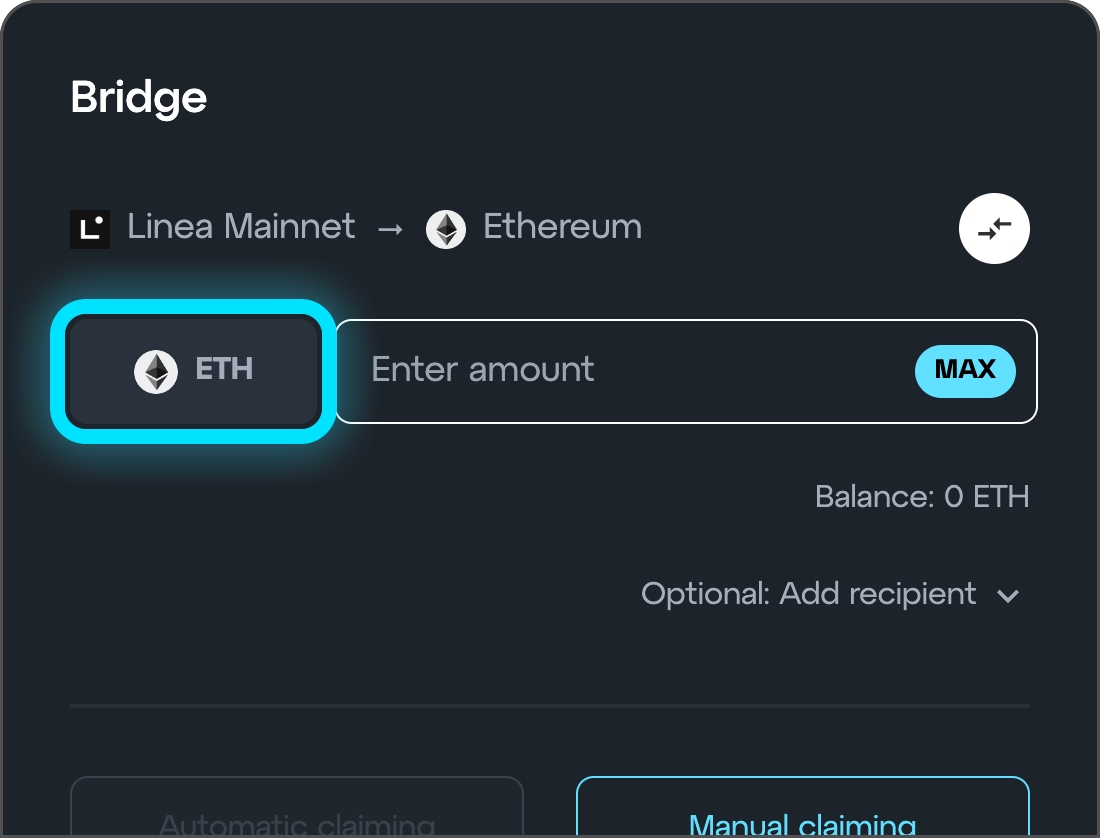 Bridge
Linea Mainnet → Ethereum
ETH Enter amount MAX
Balance: 0 ETH
Optional: Add recipient
Automatic claiming Manual claiming